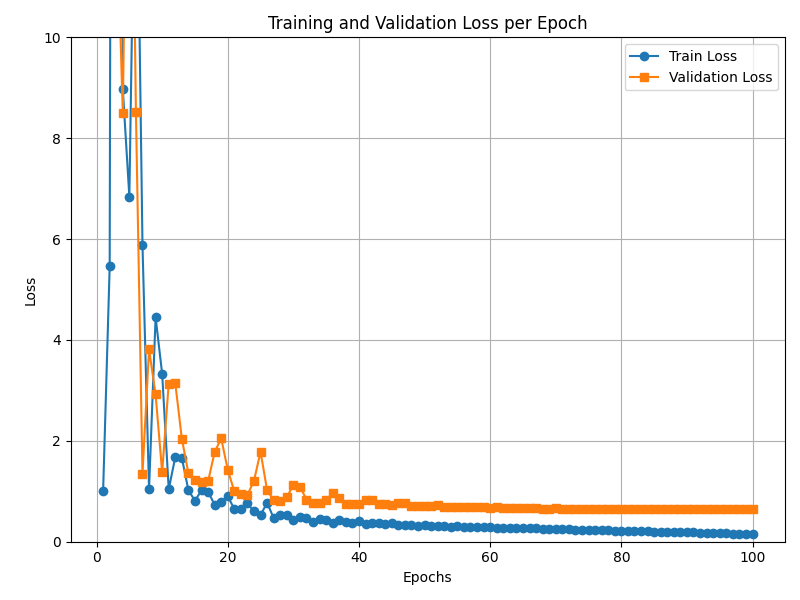 Training and Validation Loss per Epoch
Train Loss
Validation Loss
10
8
6
4
2
0
Loss
0 20 40 60 80 100
Epochs